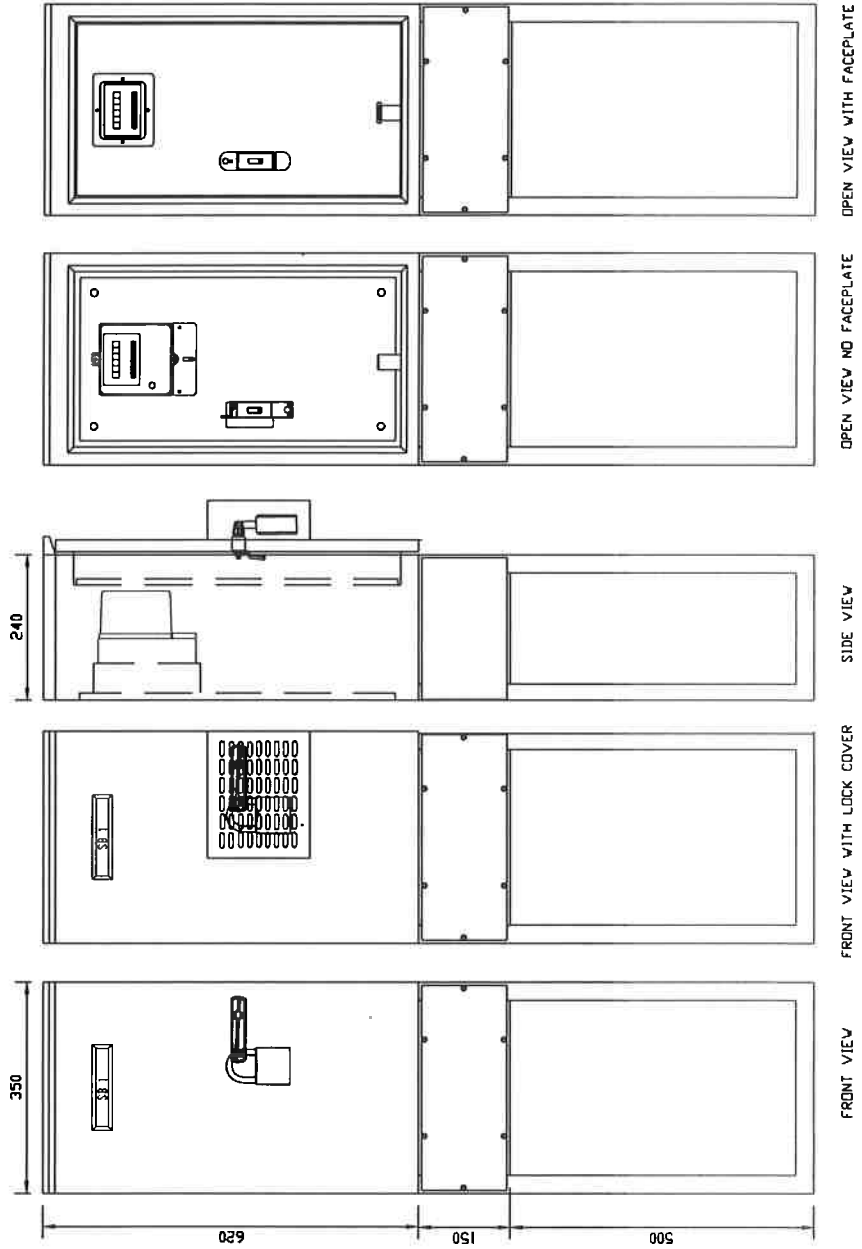 350
240
620
150
500
SB 1
SB 1
FRONT VIEW
FRONT VIEW WITH LOCK COVER
SIDE VIEW
OPEN VIEW NO FACEPLATE
OPEN VIEW WITH FACEPLATE